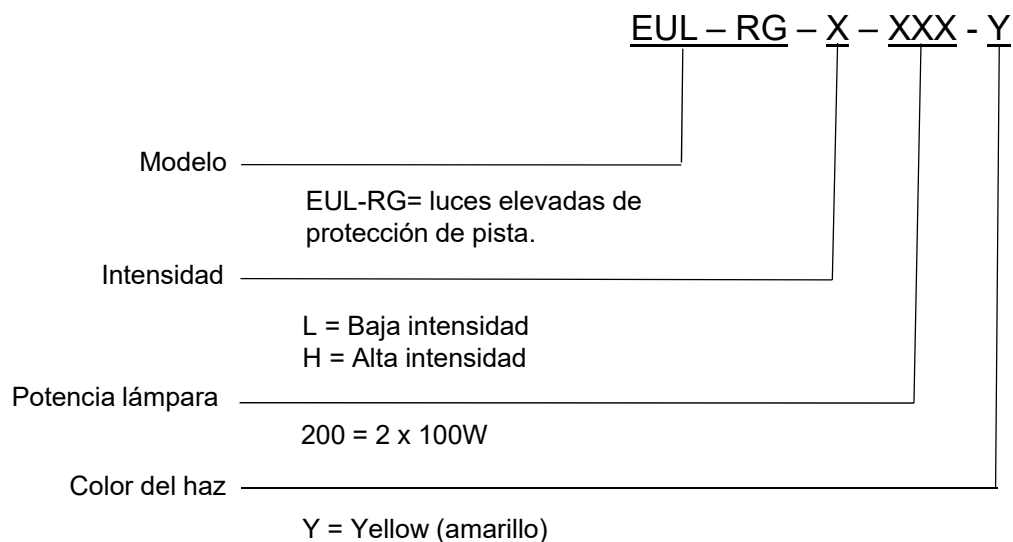 EUL – RG – X – XXX - Y
Modelo
EUL-RG= luces elevadas de
protección de pista.
Intensidad
L = Baja intensidad
H = Alta intensidad
Potencia lámpara
200 = 2 x 100W
Color del haz
Y = Yellow (amarillo)